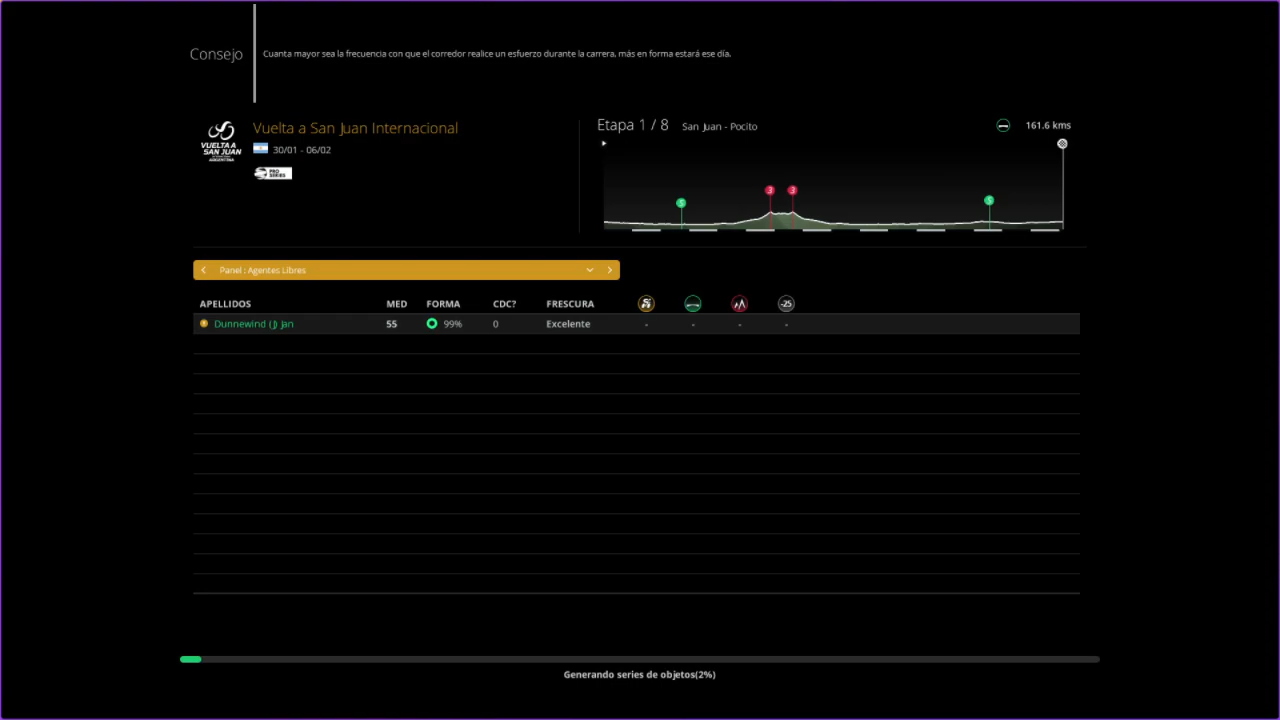 Consejo
Cuanta mayor sea la frecuencia con que el corredor realice un esfuerzo durante la carrera, más en forma estará ese día.
VUELTA A
SAN JUAN
ARGENTINA
Vuelta a San Juan Internacional
30/01 - 06/02
PRO
SERIES
Etapa 1 / 8 San Juan - Pocito 161.6 kms
S 3 3 S
Panel : Agentes Libres
APELLIDOS MED FORMA CDC? FRESCURA -25
Dunnewind (J) Jan 55 99% 0 Excelente - - - -
Generando series de objetos(2%)